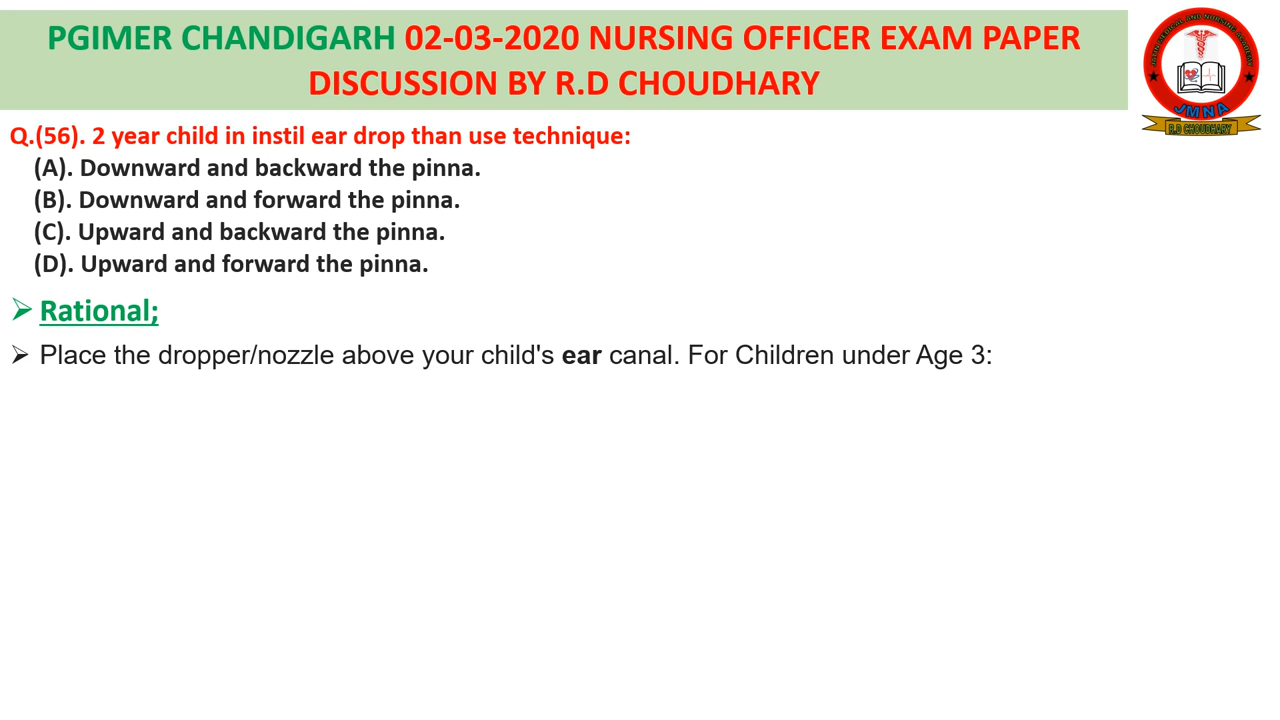 PGIMER CHANDIGARH 02-03-2020 NURSING OFFICER EXAM PAPER
DISCUSSION BY R.D CHOUDHARY
JMNA
R.D CHOUDHARY
Q.(56). 2 year child in instil ear drop than use technique:
(A). Downward and backward the pinna.
(B). Downward and forward the pinna.
(C). Upward and backward the pinna.
(D). Upward and forward the pinna.
Rational;
Place the dropper/nozzle above your child's ear canal. For Children under Age 3: